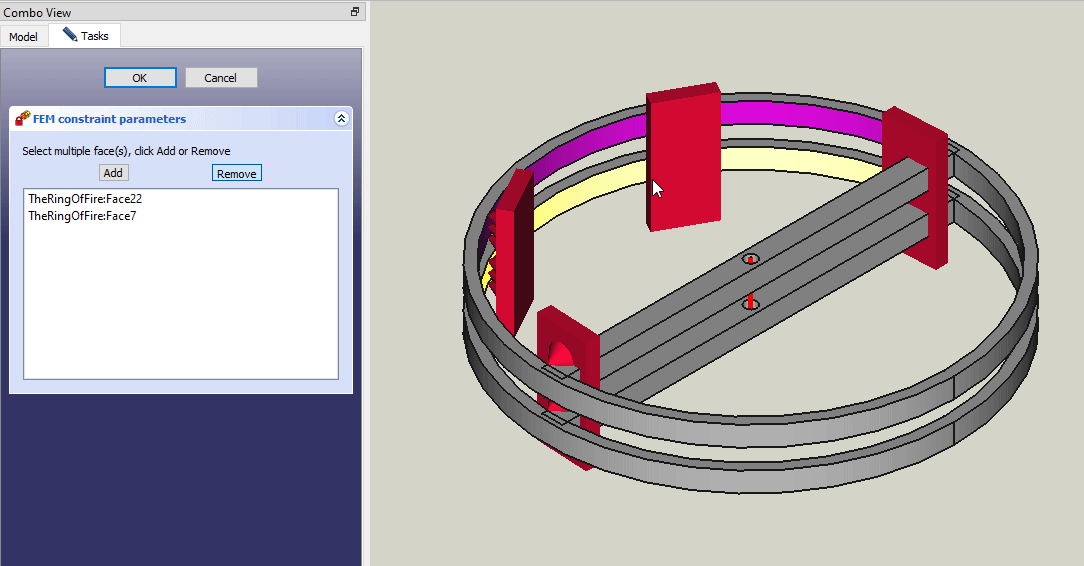 Combo View
Model
Tasks
OK
Cancel
FEM constraint parameters
Select multiple face(s), click Add or Remove
Add
Remove
TheRingOfFire:Face22
TheRingOfFire:Face7